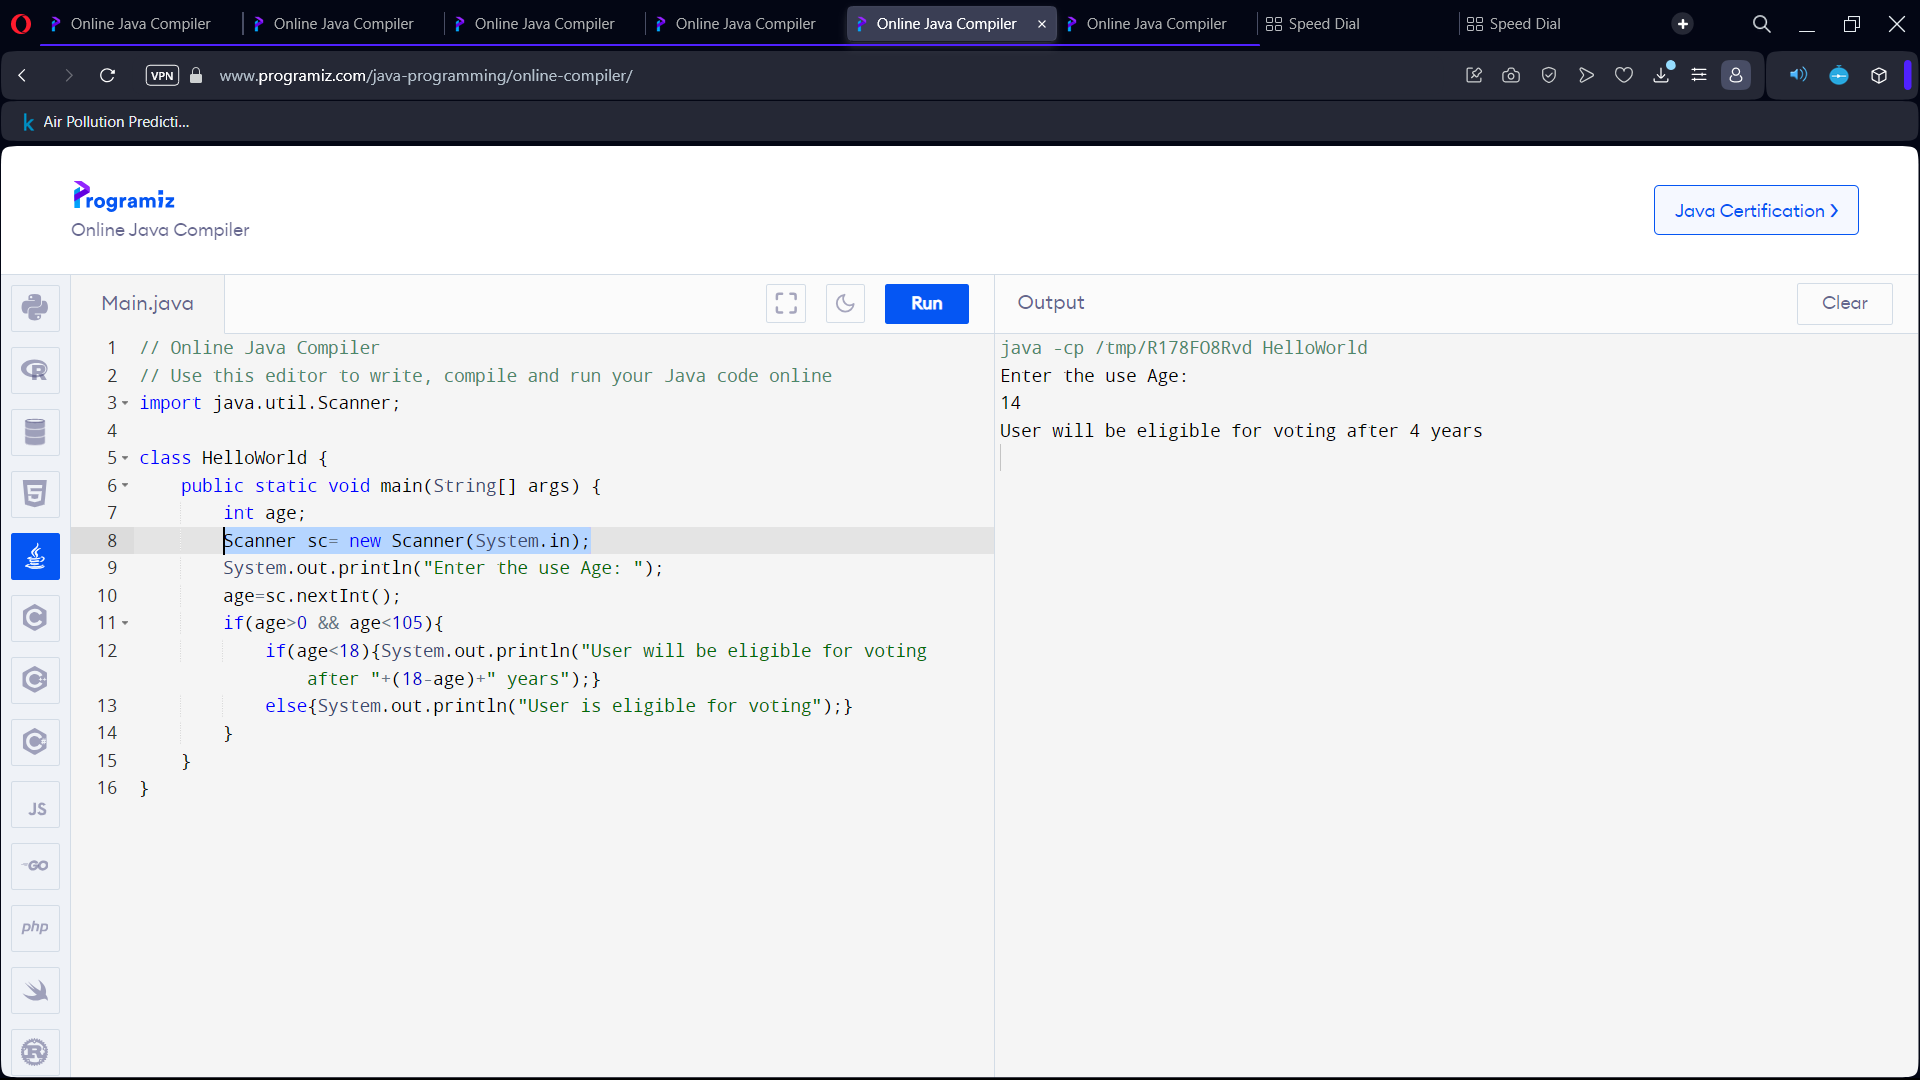 Online Java Compiler
Online Java Compiler
Online Java Compiler
Online Java Compiler
Online Java Compiler
Online Java Compiler
Speed Dial
Speed Dial
VPN
www.programiz.com/java-programming/online-compiler/
k Air Pollution Predicti...
Programiz
Online Java Compiler
Java Certification
Main.java
Run
Output
Clear
1 // Online Java Compiler
2 // Use this editor to write, compile and run your Java code online
3 import java.util.Scanner;
4
5 class HelloWorld {
6 public static void main(String[] args) {
7 int age;
8 Scanner sc= new Scanner(System.in);
9 System.out.println("Enter the use Age: ");
10 age=sc.nextInt();
11 if(age>0 && age<105){
12 if(age<18){System.out.println("User will be eligible for voting
after "+(18-age)+" years");}
13 else{System.out.println("User is eligible for voting");}
14 }
15 }
16 }
java -cp /tmp/R178FO8Rvd HelloWorld
Enter the use Age:
14
User will be eligible for voting after 4 years
R
5
C
C
C
JS
GO
php
R